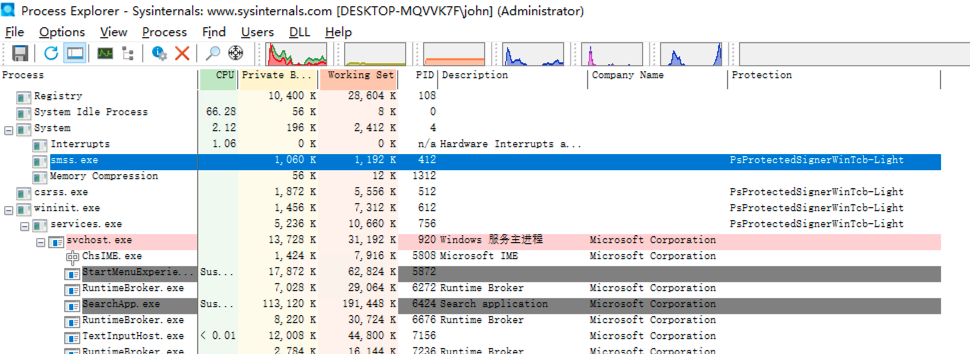 Process Explorer - Sysinternals: www.sysinternals.com [DESKTOP-MQVVK7F\john] (Administrator)
File Options View Process Find Users DLL Help
Process CPU Private B... Working Set PID Description Company Name Protection
Registry 10,400 K 28,604 K 108
System Idle Process 66.28 56 K 8 K 0
System 2.12 196 K 2,412 K 4
Interrupts 1.06 0 K 0 K n/a Hardware Interrupts a...
smss.exe 1,060 K 1,192 K 412 PsProtectedSignerWinTcb-Light
Memory Compression 56 K 12 K 1312
csrss.exe 1,872 K 5,556 K 512 PsProtectedSignerWinTcb-Light
wininit.exe 1,456 K 7,312 K 612 PsProtectedSignerWinTcb-Light
services.exe 5,236 K 10,660 K 756 PsProtectedSignerWinTcb-Light
svchost.exe 13,728 K 31,192 K 920 Windows 服务主进程 Microsoft Corporation
ChsIME.exe 1,424 K 7,916 K 5808 Microsoft IME Microsoft Corporation
StartMenuExperie... Sus... 17,872 K 62,824 K 5872
RuntimeBroker.exe 7,028 K 29,064 K 6272 Runtime Broker Microsoft Corporation
SearchApp.exe Sus... 113,120 K 191,448 K 6424 Search application Microsoft Corporation
RuntimeBroker.exe 8,220 K 30,724 K 6676 Runtime Broker Microsoft Corporation
TextInputHost.exe < 0.01 12,008 K 44,800 K 7156 Microsoft Corporation
RuntimeBroker.exe 2,784 K 16,144 K 7236 Runtime Broker Microsoft Corporation